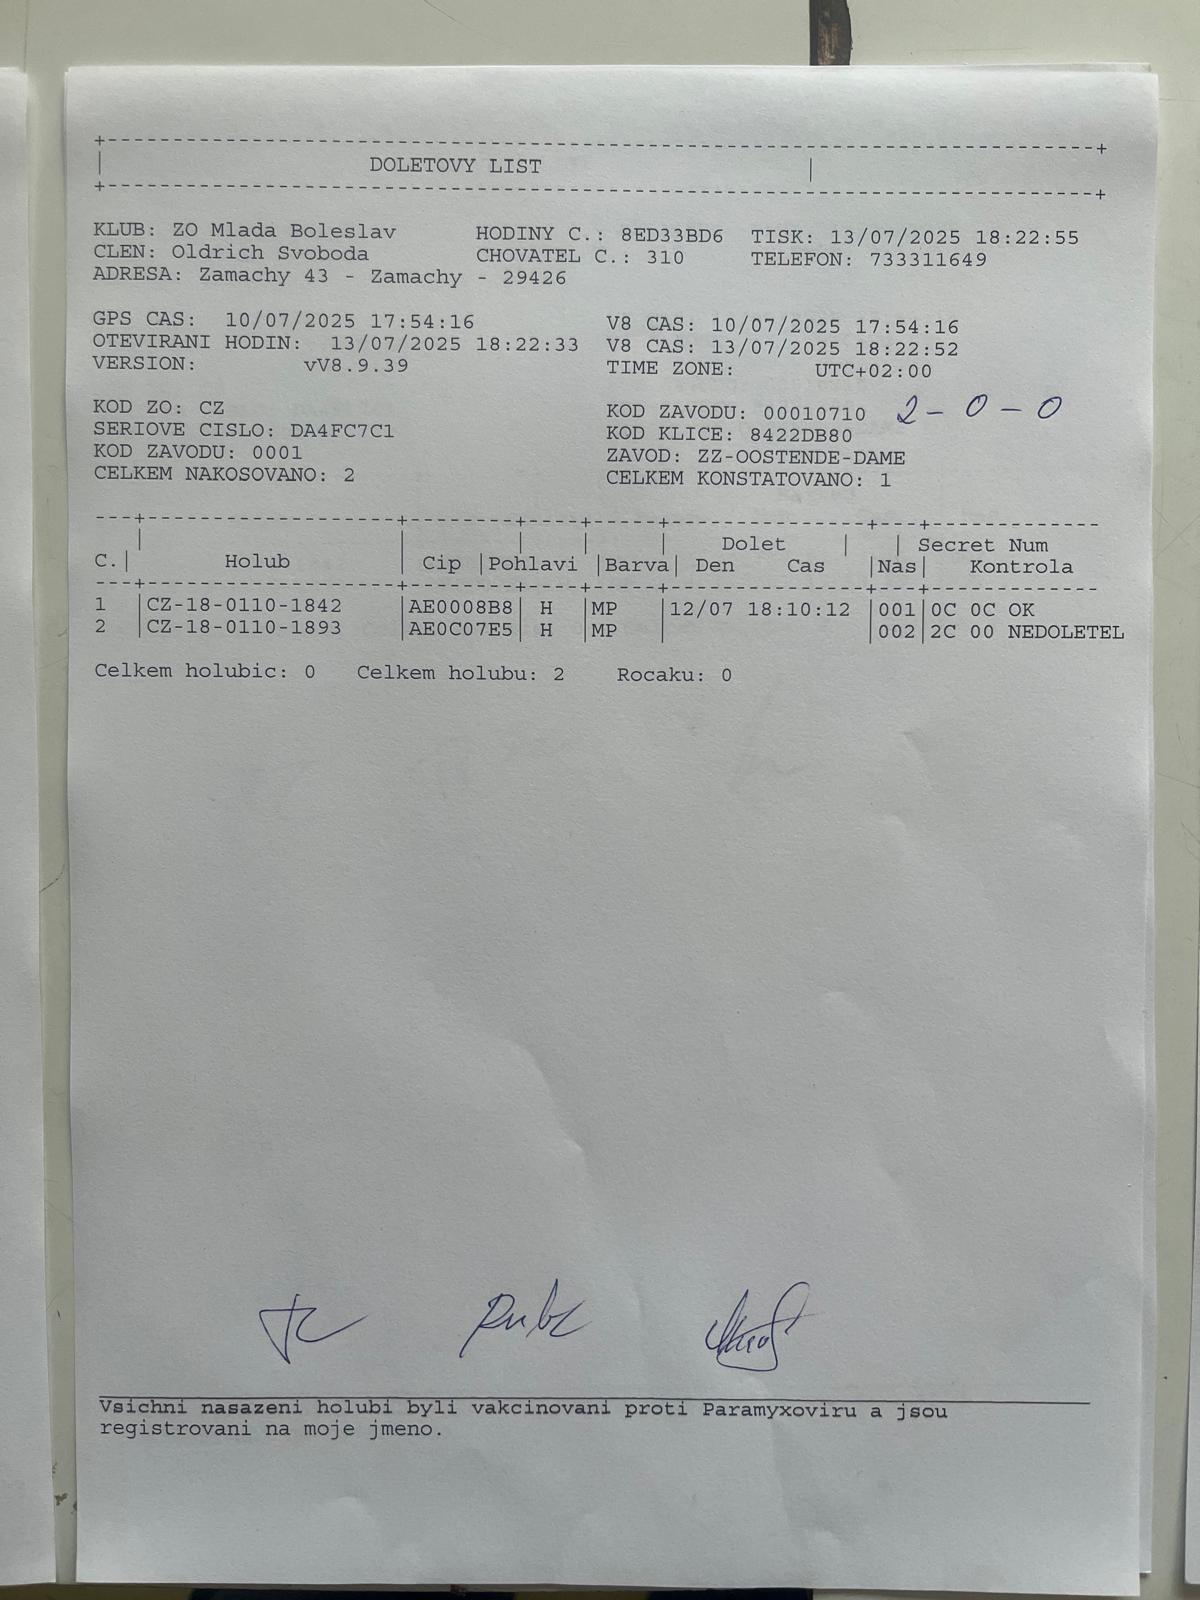 DOLETOVY LIST
KLUB: ZO Mlada Boleslav HODINY C.: 8ED33BD6 TISK: 13/07/2025 18:22:55
CLEN: Oldrich Svoboda CHOVATEL C.: 310 TELEFON: 733311649
ADRESA: Zamachy 43 - Zamachy - 29426
GPS CAS: 10/07/2025 17:54:16 V8 CAS: 10/07/2025 17:54:16
OTEVIRANI HODIN: 13/07/2025 18:22:33 V8 CAS: 13/07/2025 18:22:52
VERSION: vV8.9.39 TIME ZONE: UTC+02:00
KOD ZO: CZ KOD ZAVODU: 00010710 2-0-0
SERIOVE CISLO: DA4FC7C1 KOD KLICE: 8422DB80
KOD ZAVODU: 0001 ZAVOD: ZZ-OOSTENDE-DAME
CELKEM NAKOSOVANO: 2 CELKEM KONSTATOVANO: 1
Dolet | | Secret Num
C.| Holub | Cip |Pohlavi |Barva| Den Cas |Nas| Kontrola
1 |CZ-18-0110-1842 |AE0008B8| H |MP |12/07 18:10:12 |001|0C 0C OK
2 |CZ-18-0110-1893 |AE0C07E5| H |MP | |002|2C 00 NEDOLETEL
Celkem holubic: 0 Celkem holubu: 2 Rocaku: 0
Vsichni nasazeni holubi byli vakcinovani proti Paramyxoviru a jsou
registrovani na moje jmeno.